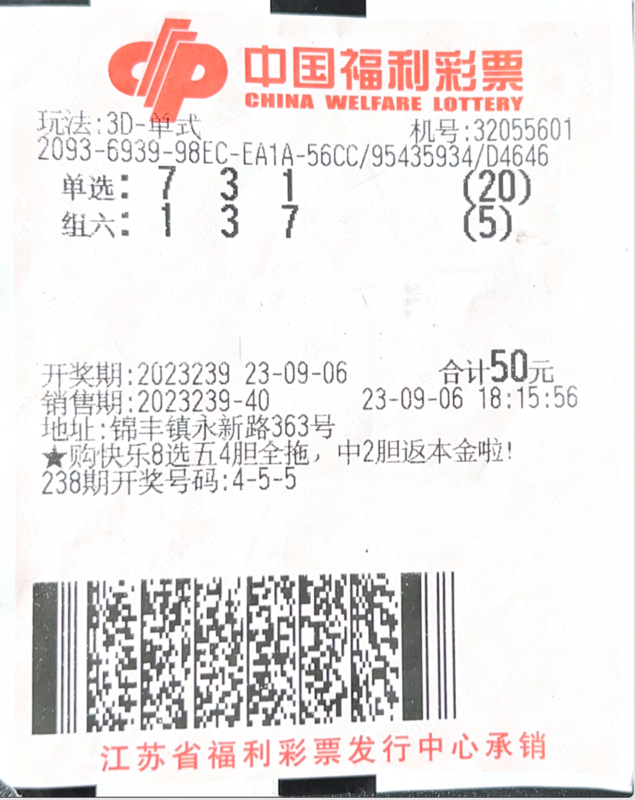 中国福利彩票
CHINA WELFARE LOTTERY
玩法:3D-单式 机号:32055601
2093-6939-98EC-EA1A-56CC/95435934/D4646
单选: 7 3 1 (20)
组六: 1 3 7 (5)
开奖期:2023239 23-09-06 合计50元
销售期:2023239-40 23-09-06 18:15:56
地址:锦丰镇永新路363号
★购快乐8选五4胆全拖，中2胆返本金啦!
238期开奖号码:4-5-5
江苏省福利彩票发行中心承销